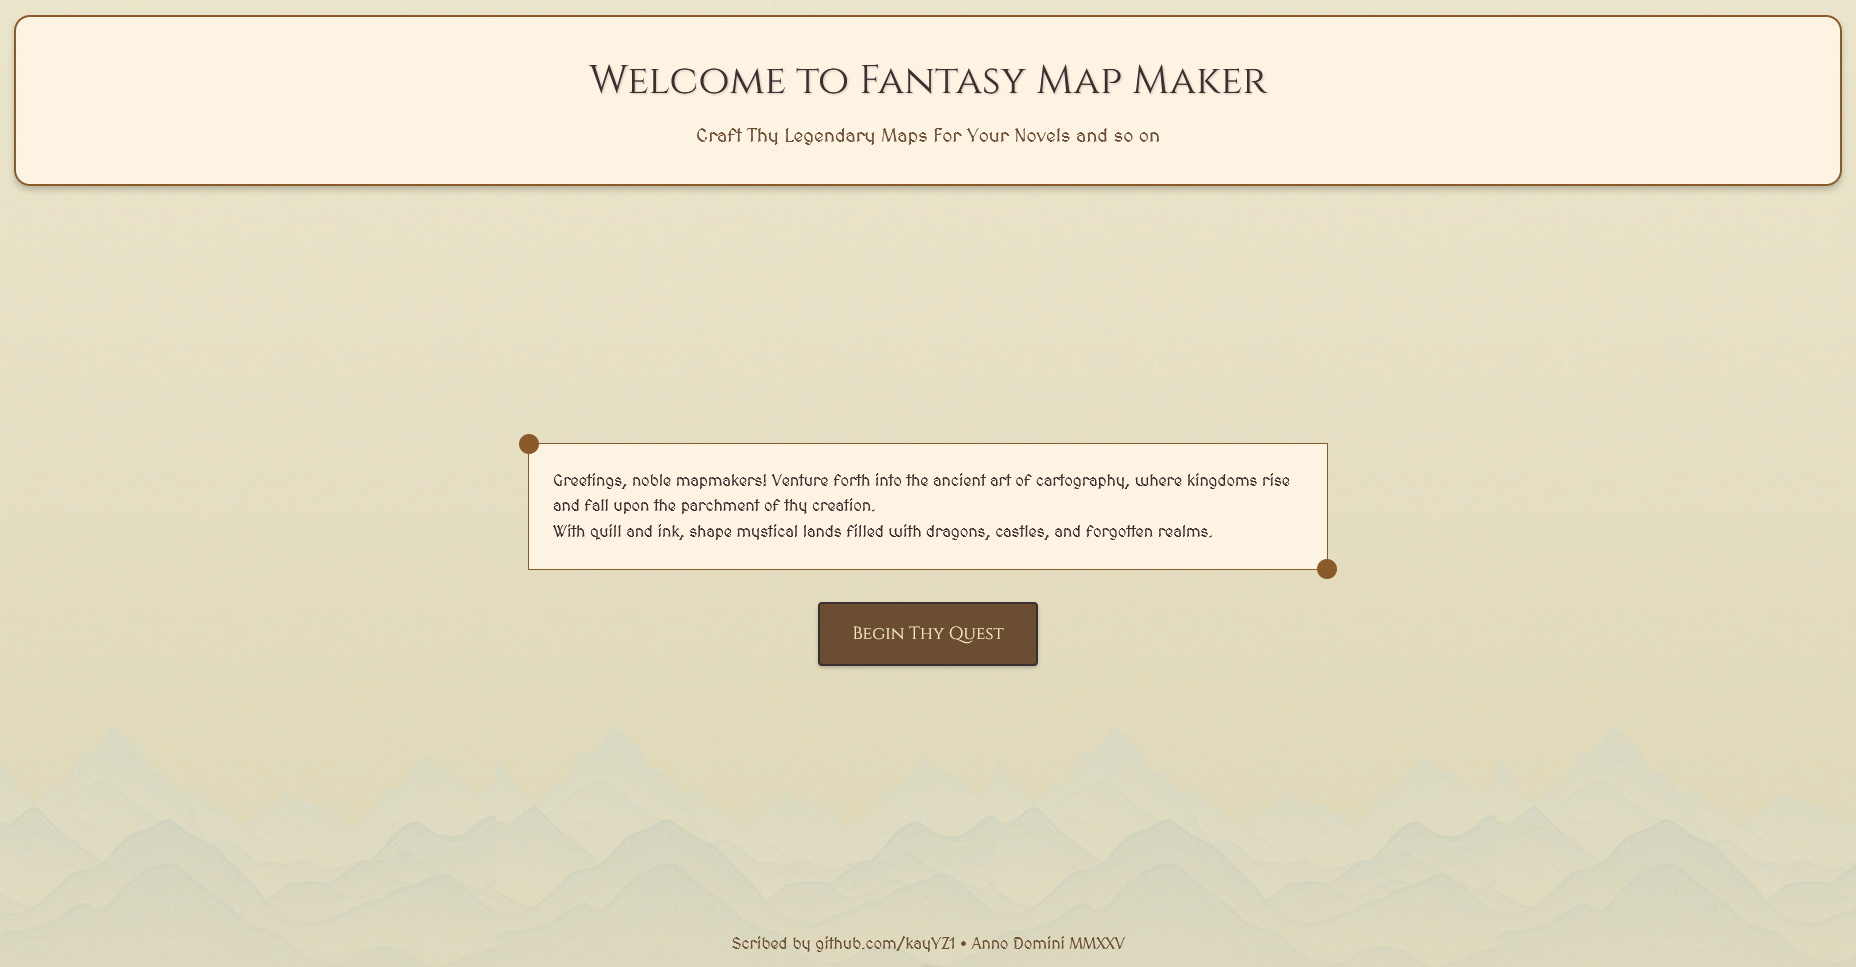 Welcome to Fantasy Map Maker
Craft Thy Legendary Maps For Your Novels and so on
Greetings, noble mapmakers! Venture forth into the ancient art of cartography, where kingdoms rise
and fall upon the parchment of thy creation.
With quill and ink, shape mystical lands filled with dragons, castles, and forgotten realms.
Begin Thy Quest
Scribed by github.com/kayYZ1 • Anno Domini MMXXV